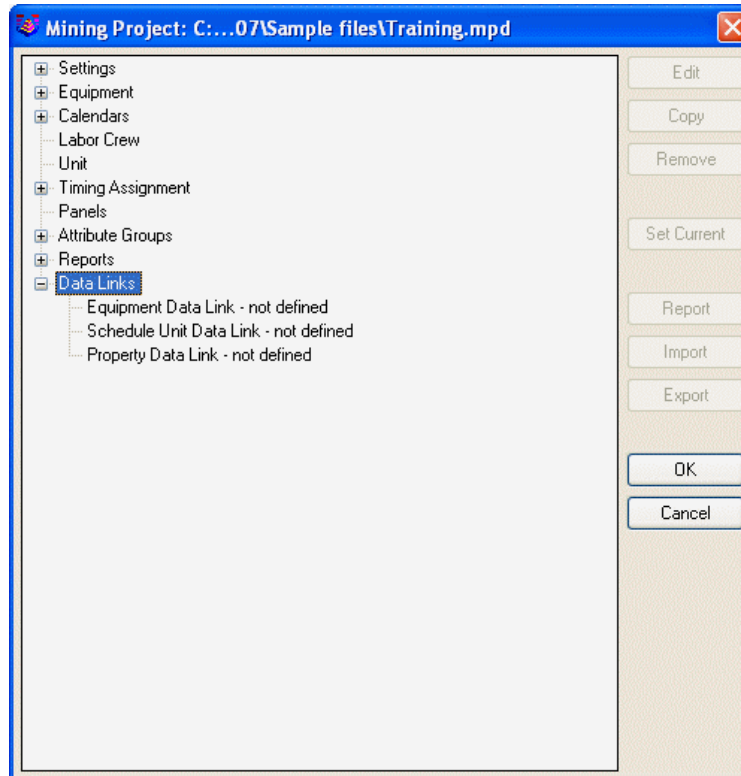 Mining Project: C:...07\Sample files\Training.mpd
Settings
Equipment
Calendars
Labor Crew
Unit
Timing Assignment
Panels
Attribute Groups
Reports
Data Links
Equipment Data Link - not defined
Schedule Unit Data Link - not defined
Property Data Link - not defined
Edit
Copy
Remove
Set Current
Report
Import
Export
OK
Cancel